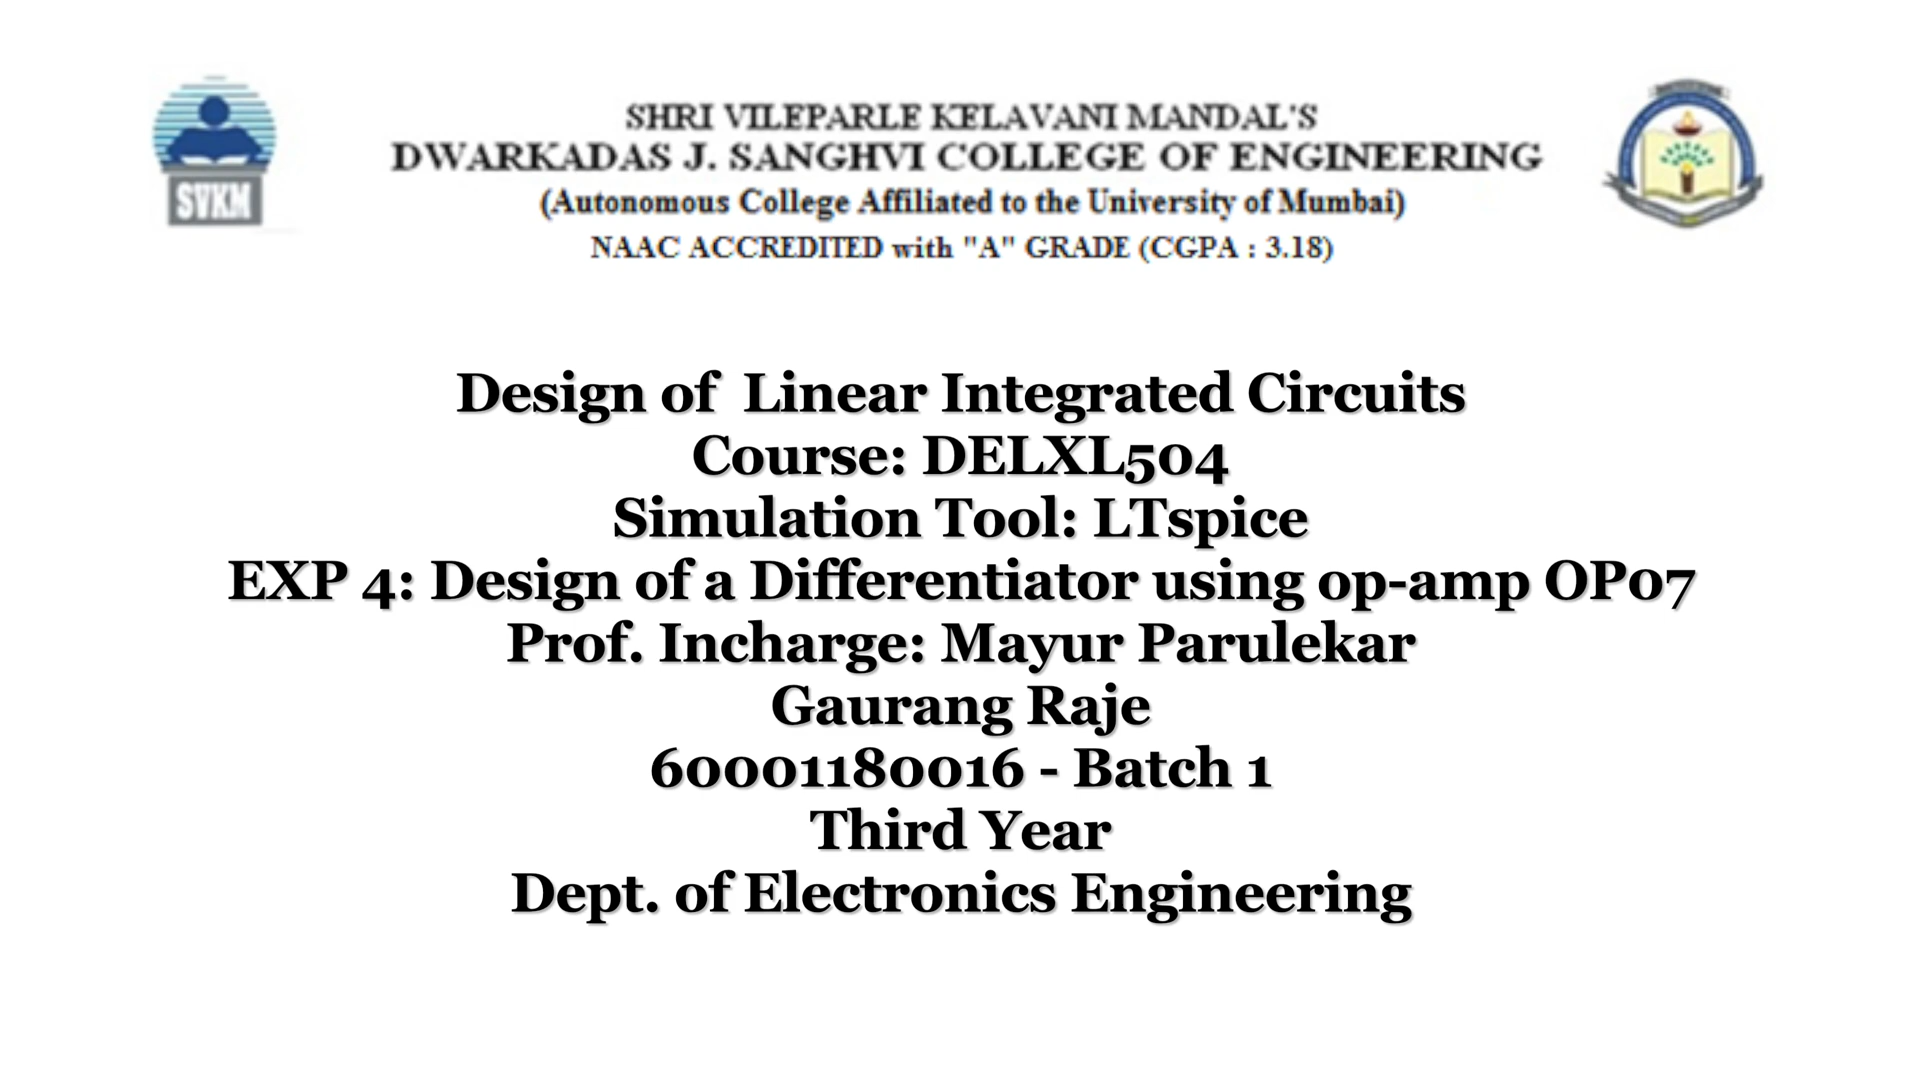 SVKM
SHRI VILEPARLE KELAVANI MANDAL'S
DWARKADAS J. SANGHVI COLLEGE OF ENGINEERING
(Autonomous College Affiliated to the University of Mumbai)
NAAC ACCREDITED with "A" GRADE (CGPA : 3.18)
Design of Linear Integrated Circuits
Course: DELXL504
Simulation Tool: LTspice
EXP 4: Design of a Differentiator using op-amp OP07
Prof. Incharge: Mayur Parulekar
Gaurang Raje
60001180016 - Batch 1
Third Year
Dept. of Electronics Engineering